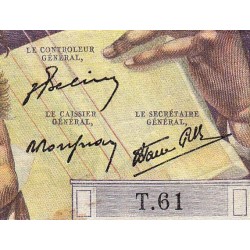 LE CONTROLEUR
GÉNÉRAL,
LE CAISSIER
GÉNÉRAL,
LE SECRÉTAIRE
GÉNÉRAL,
T.61